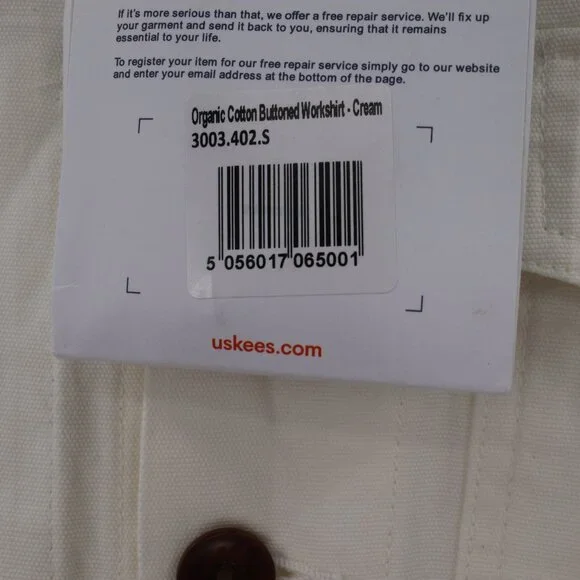 If it's more serious than that, we offer a free repair service. We'll fix up
your garment and send it back to you, ensuring that it remains
essential to your life.
To register your item for our free repair service simply go to our website
and enter your email address at the bottom of the page.
Organic Cotton Buttoned Workshirt - Cream
3003.402.S
5 056017 065001
uskees.com